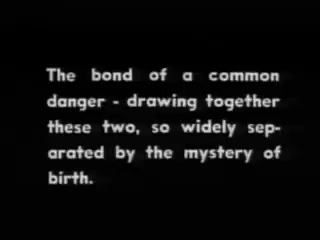 The bond of a common
danger - drawing together
these two, so widely sep-
arated by the mystery of
birth.